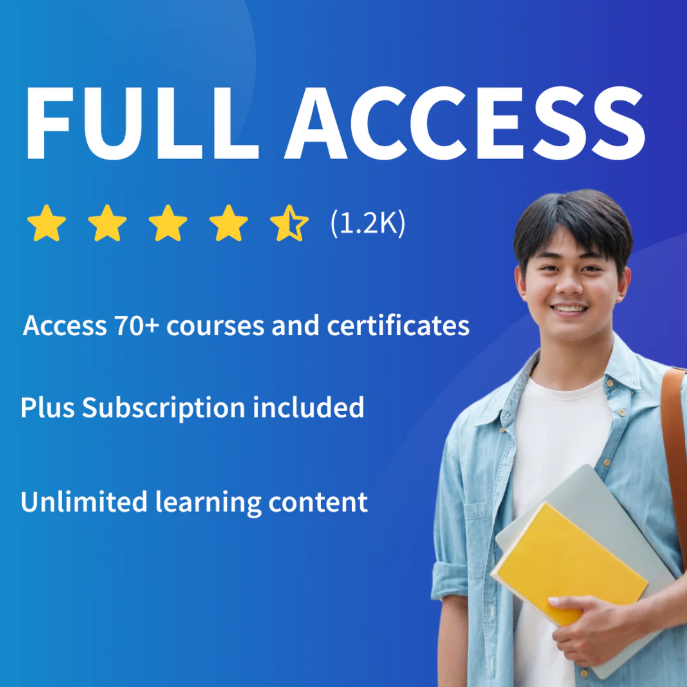 FULL ACCESS
(1.2K)
Access 70+ courses and certificates
Plus Subscription included
Unlimited learning content